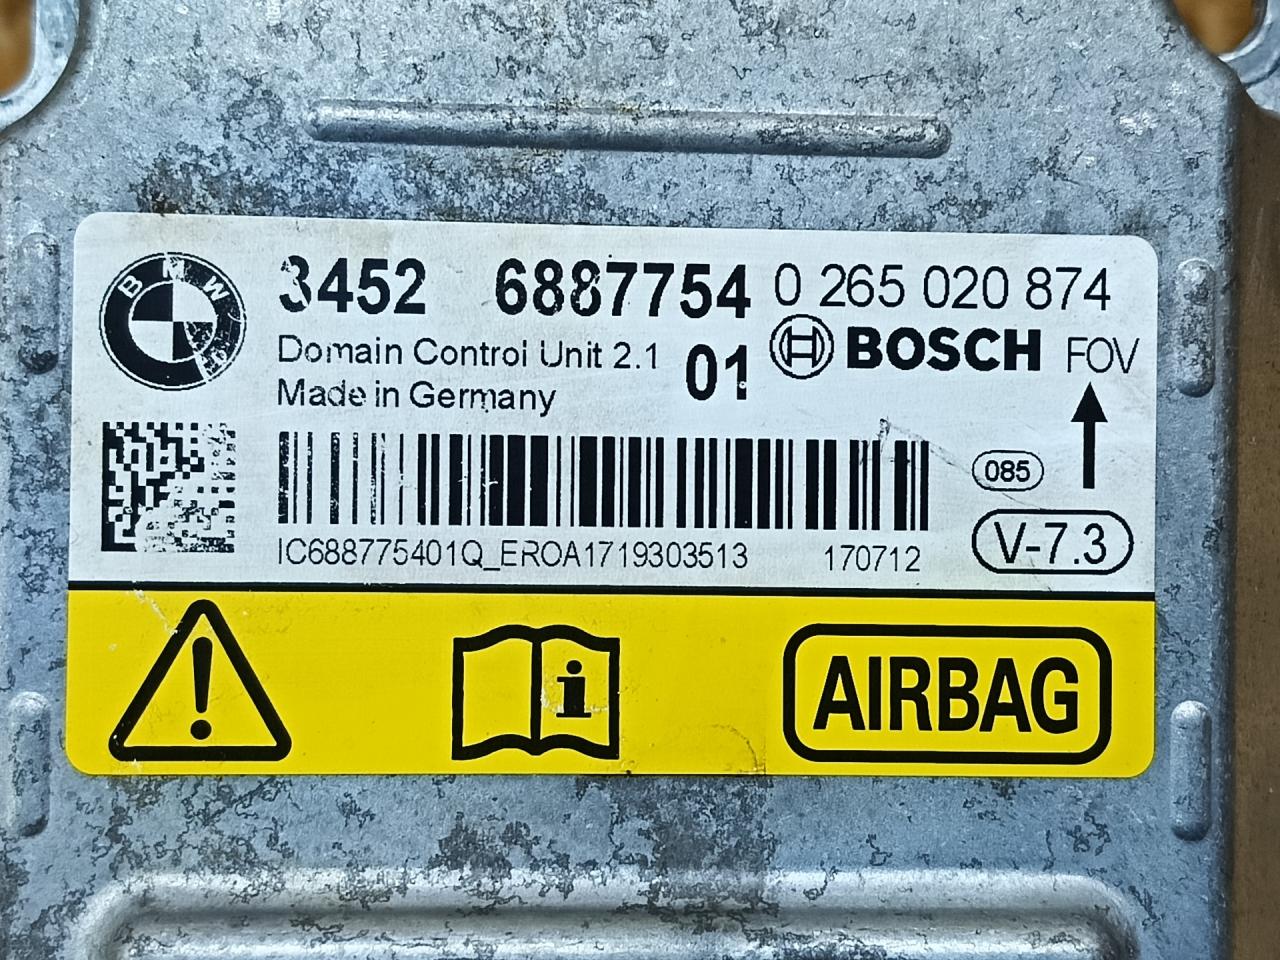 BMW
3452 6887754 0 265 020 874
Domain Control Unit 2.1 01 BOSCH FOV
Made in Germany
085
V-7.3
IC688775401Q_EROA1719303513 170712
i
AIRBAG